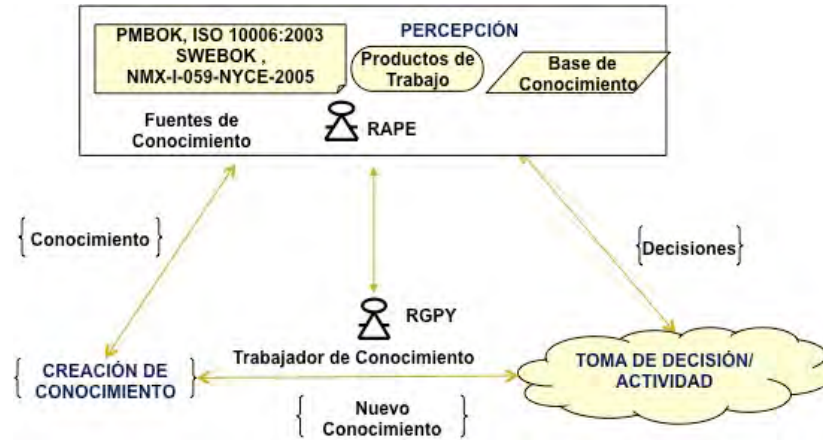 PERCEPCIÓN
PMBOK, ISO 10006:2003
SWEBOK ,
NMX-I-059-NYCE-2005
Productos de
Trabajo
Base de
Conocimiento
Fuentes de
Conocimiento
RAPE
{ Conocimiento }
{ Decisiones }
RGPY
Trabajador de Conocimiento
{ CREACIÓN DE
CONOCIMIENTO }
TOMA DE DECISIÓN/
ACTIVIDAD
{ Nuevo
Conocimiento }